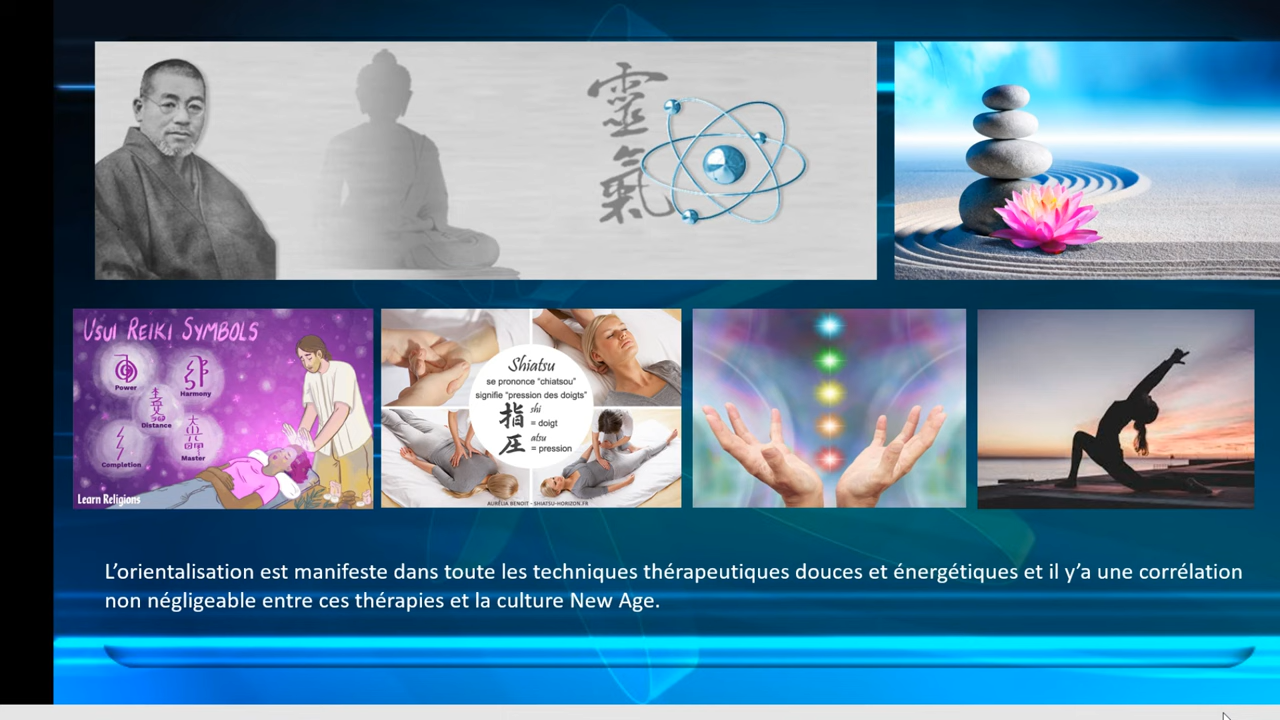 靈
氣
USUI REIKI SYMBOLS
Power
Harmony
Distance
Completion
Master
Learn Religions
Shiatsu
se prononce "chiatsou"
signifie "pression des doigts"
指 shi
= doigt
圧 atsu
= pression
AURÉLIA BENOIT - SHIATSU-HORIZON.FR
L'orientalisation est manifeste dans toute les techniques thérapeutiques douces et énergétiques et il y'a une corrélation
non négligeable entre ces thérapies et la culture New Age.